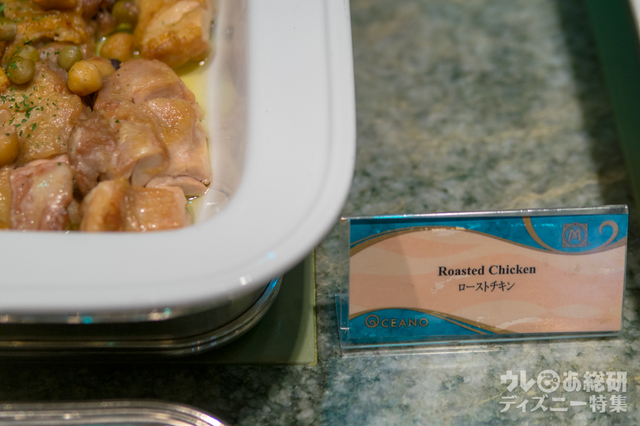 Roasted Chicken
ローストチキン
OCEANO
ウレぴあ総研
ディズニー特集